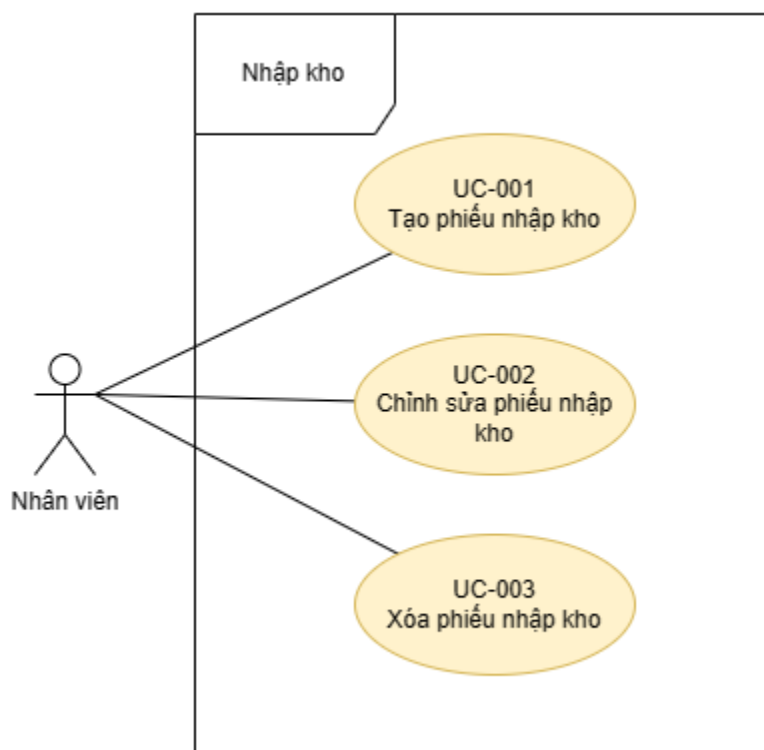 Nhập kho
UC-001
Tạo phiếu nhập kho
UC-002
Chỉnh sửa phiếu nhập
kho
Nhân viên
UC-003
Xóa phiếu nhập kho